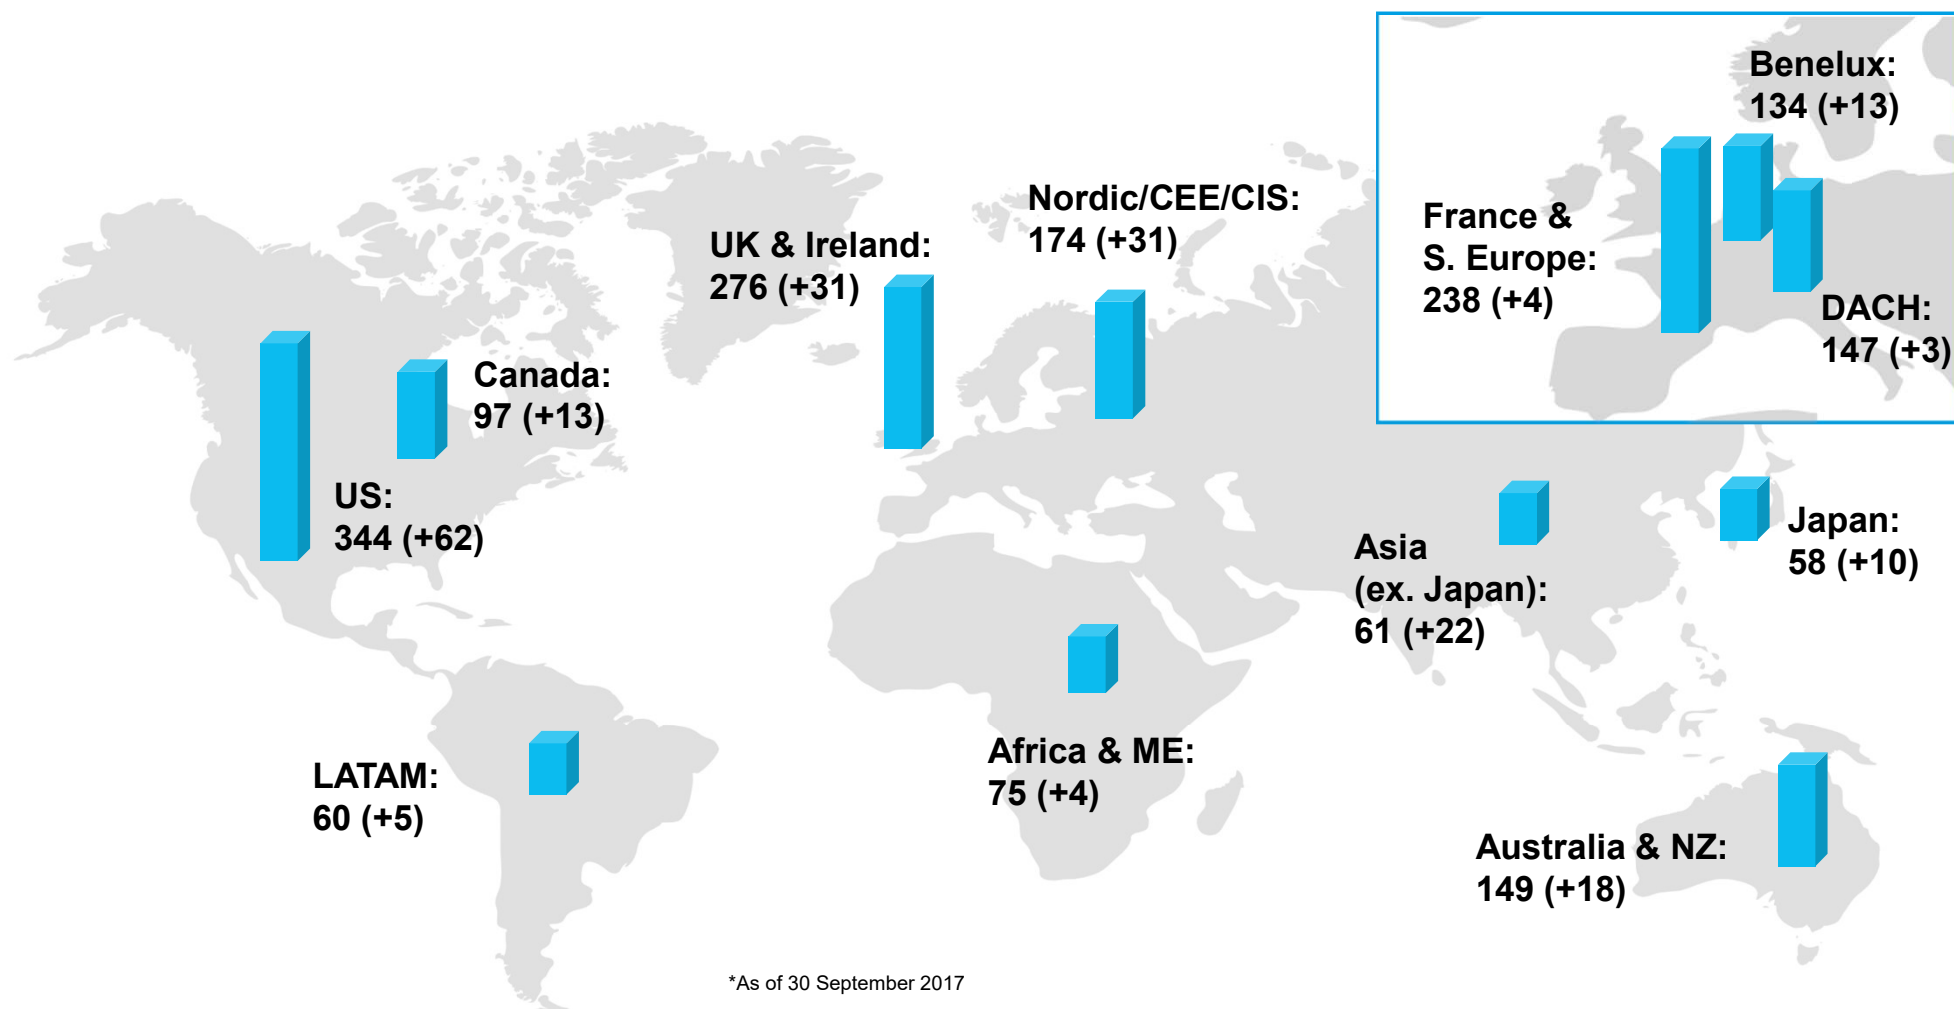 Benelux:
134 (+13)
Nordic/CEE/CIS:
174 (+31)
France &
S. Europe:
238 (+4)
UK & Ireland:
276 (+31)
DACH:
147 (+3)
Canada:
97 (+13)
US:
344 (+62)
Japan:
58 (+10)
Asia
(ex. Japan):
61 (+22)
Africa & ME:
75 (+4)
LATAM:
60 (+5)
Australia & NZ:
149 (+18)
*As of 30 September 2017